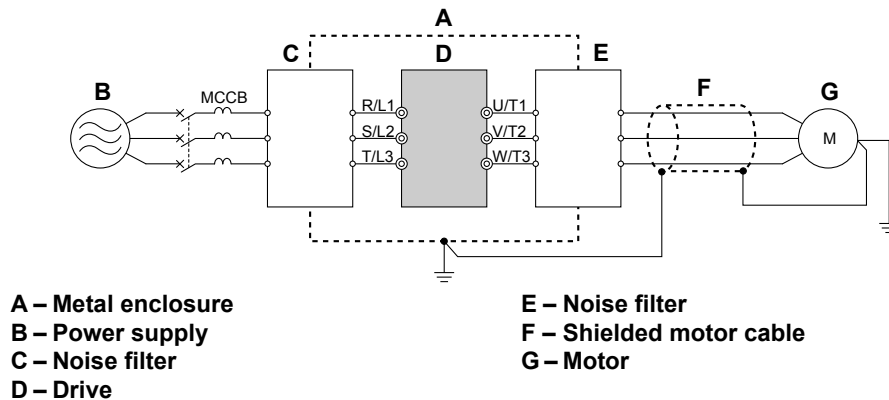 A
C
D
E
B
MCCB
F
G
R/L1
U/T1
S/L2
V/T2
M
T/L3
W/T3
A – Metal enclosure
B – Power supply
C – Noise filter
D – Drive
E – Noise filter
F – Shielded motor cable
G – Motor